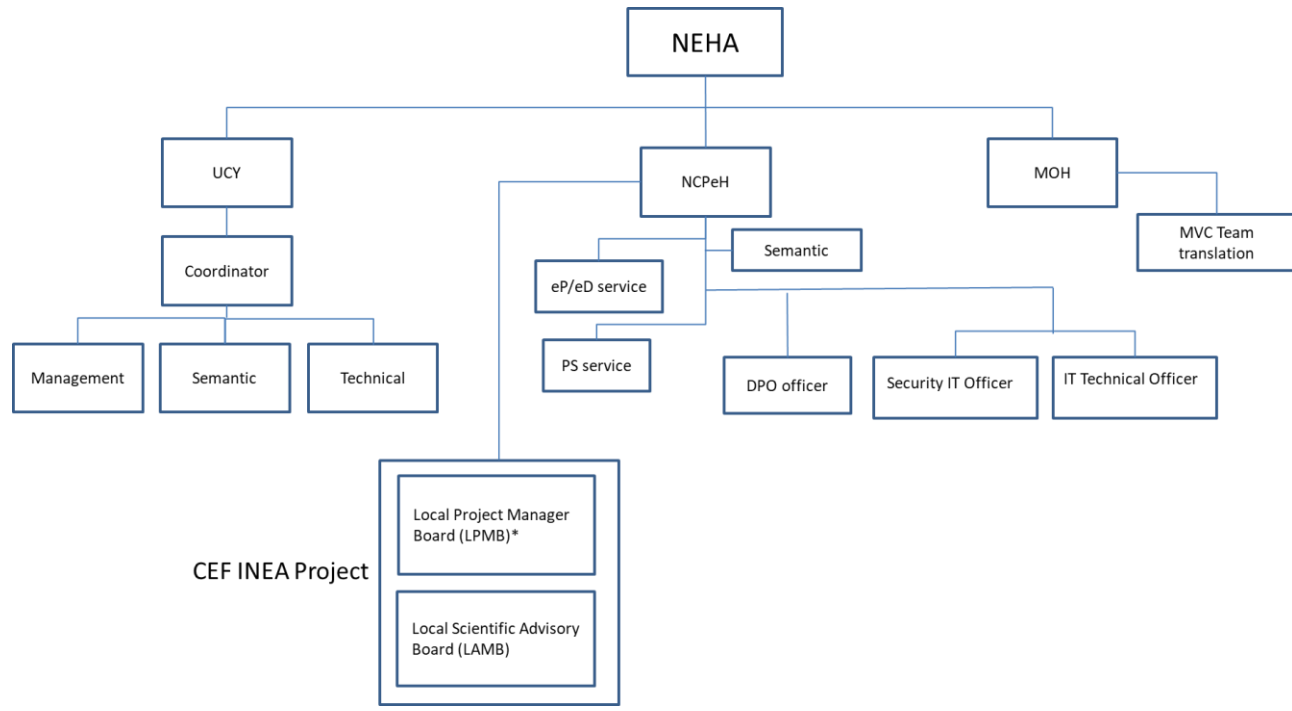 NEHA
UCY
NCPeH
MOH
MVC Team
translation
Semantic
Coordinator
eP/eD service
Management
Semantic
Technical
PS service
DPO officer
Security IT Officer
IT Technical Officer
CEF INEA Project
Local Project Manager
Board (LPMB)*
Local Scientific Advisory
Board (LAMB)